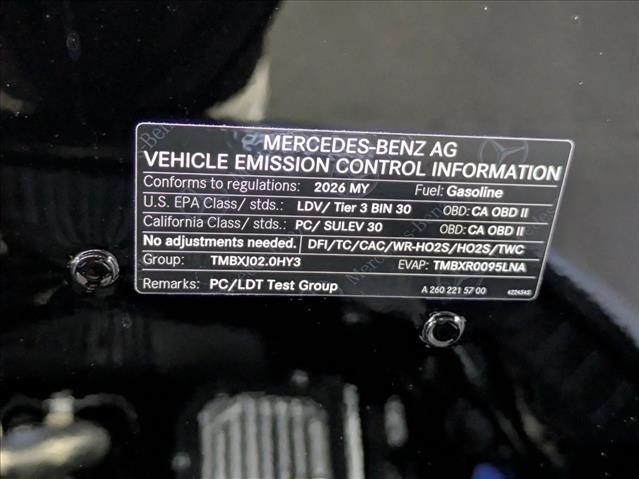 MERCEDES-BENZ AG
VEHICLE EMISSION CONTROL INFORMATION
Conforms to regulations: 2026 MY Fuel: Gasoline
U.S. EPA Class/ stds.: LDV/ Tier 3 BIN 30 OBD: CA OBD II
California Class/ stds.: PC/ SULEV 30 OBD: CA OBD II
No adjustments needed. DFI/TC/CAC/WR-HO2S/HO2S/TWC
Group: TMBXJ02.0HY3 EVAP: TMBXR0095LNA
Remarks: PC/LDT Test Group A 260 221 57 00